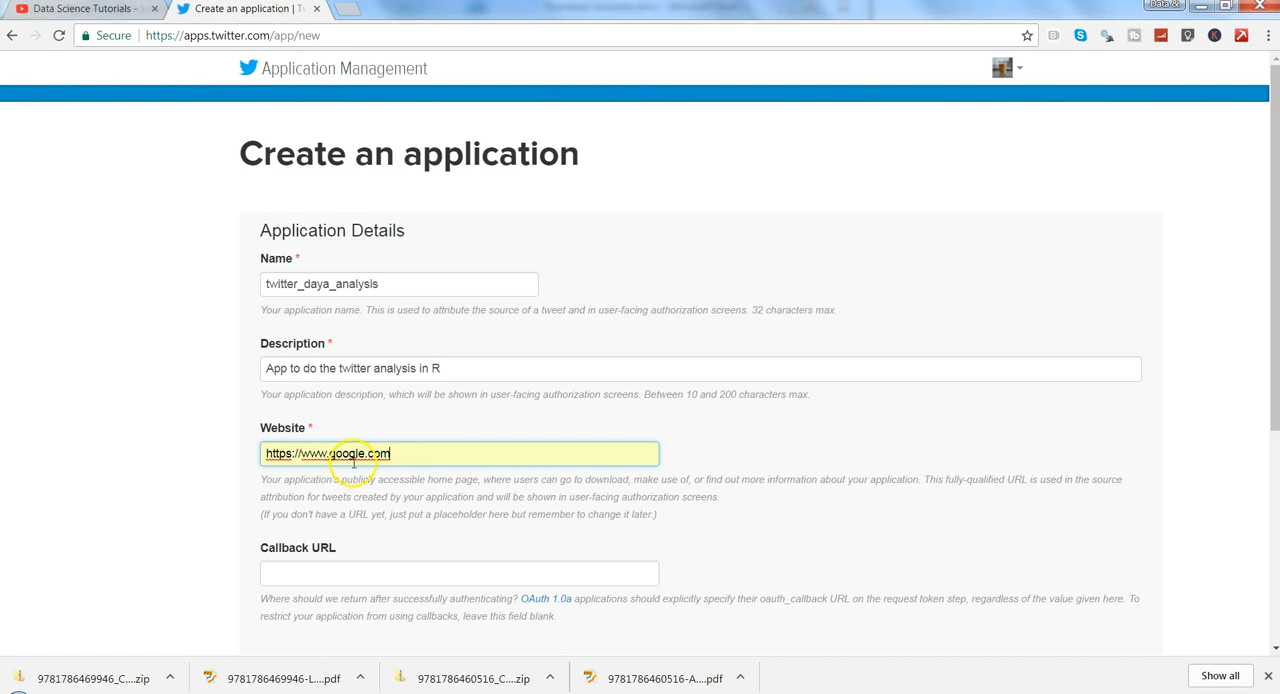 Data Science Tutorials -
Create an application | Tw
Data &
Secure
https://apps.twitter.com/app/new
Application Management
Create an application
Application Details
Name *
twitter_daya_analysis
Your application name. This is used to attribute the source of a tweet and in user-facing authorization screens. 32 characters max.
Description *
App to do the twitter analysis in R
Your application description, which will be shown in user-facing authorization screens. Between 10 and 200 characters max.
Website *
https://www.google.com
Your application's publicly accessible home page, where users can go to download, make use of, or find out more information about your application. This fully-qualified URL is used in the source
attribution for tweets created by your application and will be shown in user-facing authorization screens.
(If you don't have a URL yet, just put a placeholder here but remember to change it later.)
Callback URL
Where should we return after successfully authenticating? OAuth 1.0a applications should explicitly specify their oauth_callback URL on the request token step, regardless of the value given here. To
restrict your application from using callbacks, leave this field blank.
9781786469946_C....zip
9781786469946-L....pdf
9781786460516_C....zip
9781786460516-A....pdf
Show all